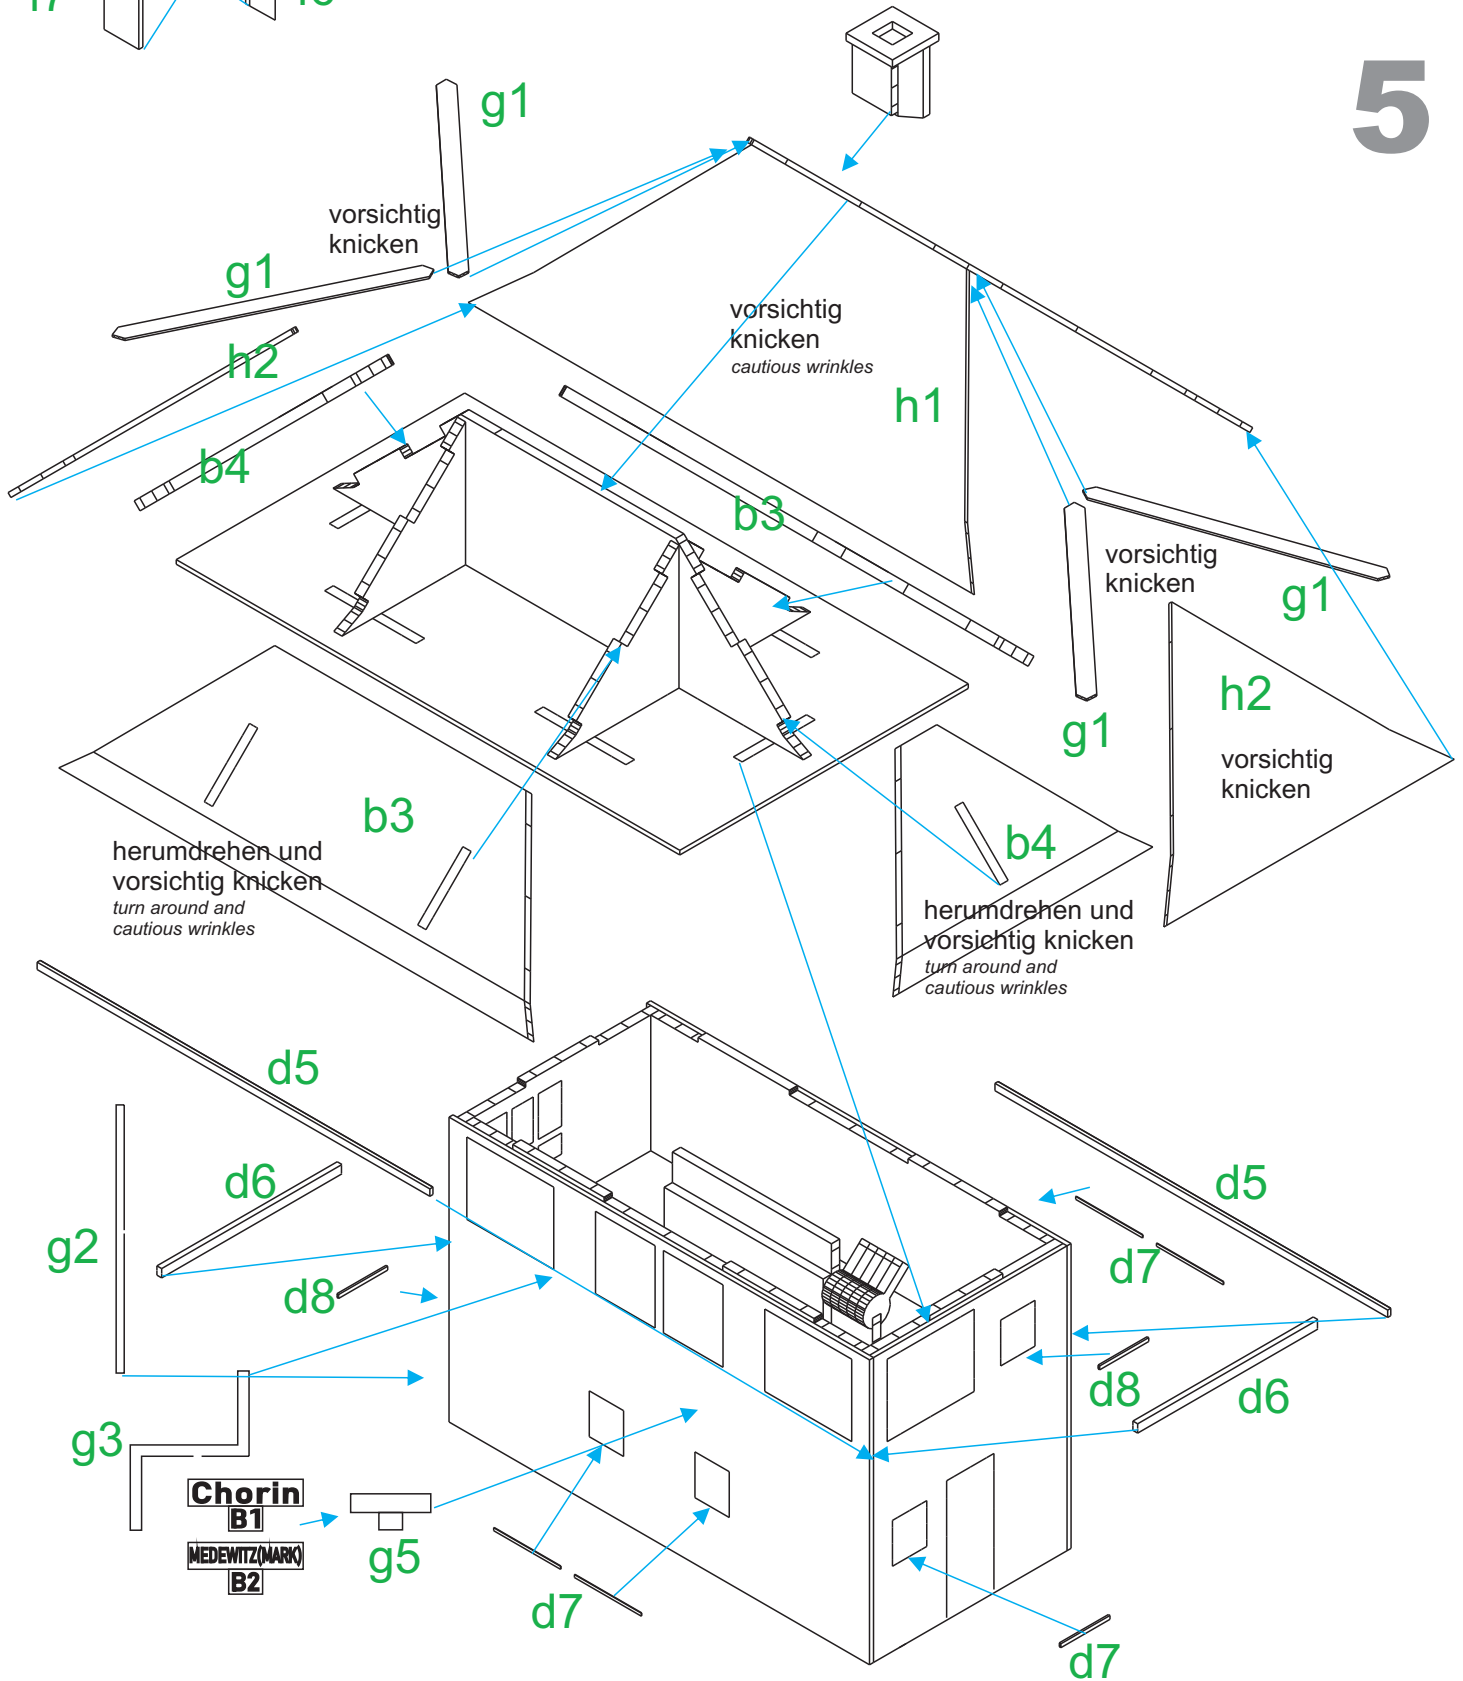 5
g1
vorsichtig
knicken
g1
h2
b4
vorsichtig
knicken
cautious wrinkles
h1
b3
vorsichtig
knicken
g1
g1
h2
vorsichtig
knicken
b3
herumdrehen und
vorsichtig knicken
turn around and
cautious wrinkles
b4
herumdrehen und
vorsichtig knicken
turn around and
cautious wrinkles
d5
d6
g2
d8
g3
Chorin
B1
MEDEWITZ(MARK)
B2
g5
d7
d5
d7
d8
d6
d7